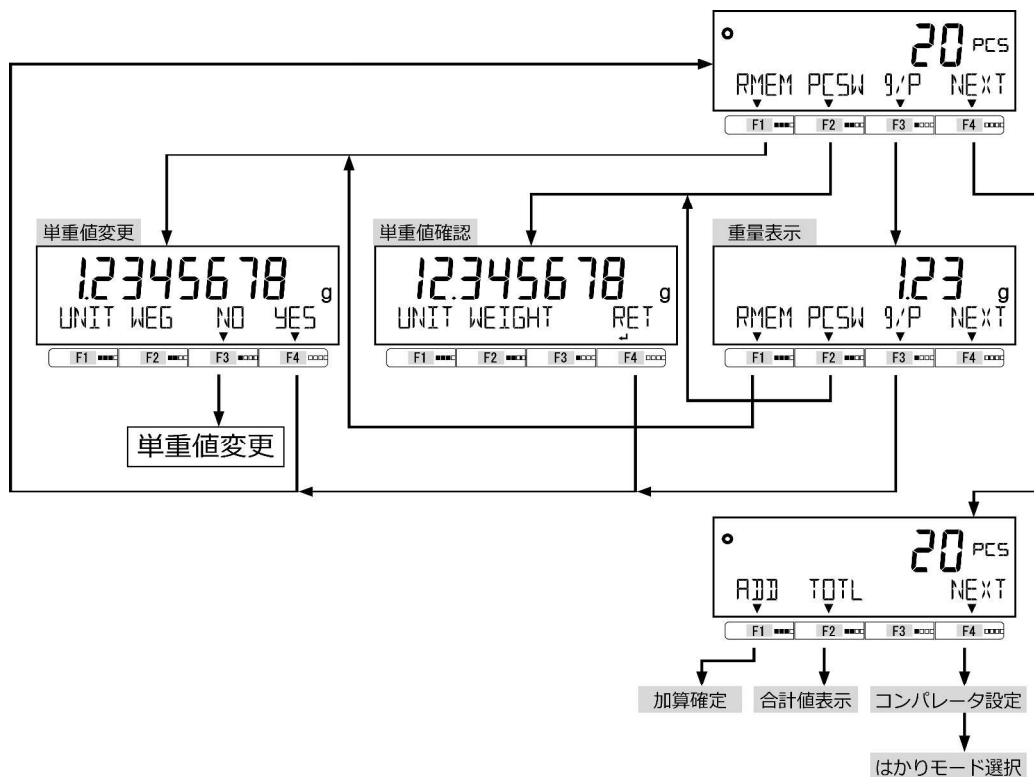 20 PCS
RMEM PCSW g/P NEXT
F1 F2 F3 F4
単重値変更
1.2345678 g
UNIT WEG NO YES
F1 F2 F3 F4
単重値変更
単重値確認
12.345678 g
UNIT WEIGHT RET
F1 F2 F3 F4
重量表示
1.23 g
RMEM PCSW g/P NEXT
F1 F2 F3 F4
20 PCS
ADD TOTL NEXT
F1 F2 F3 F4
加算確定 合計値表示 コンパレータ設定
はかりモード選択